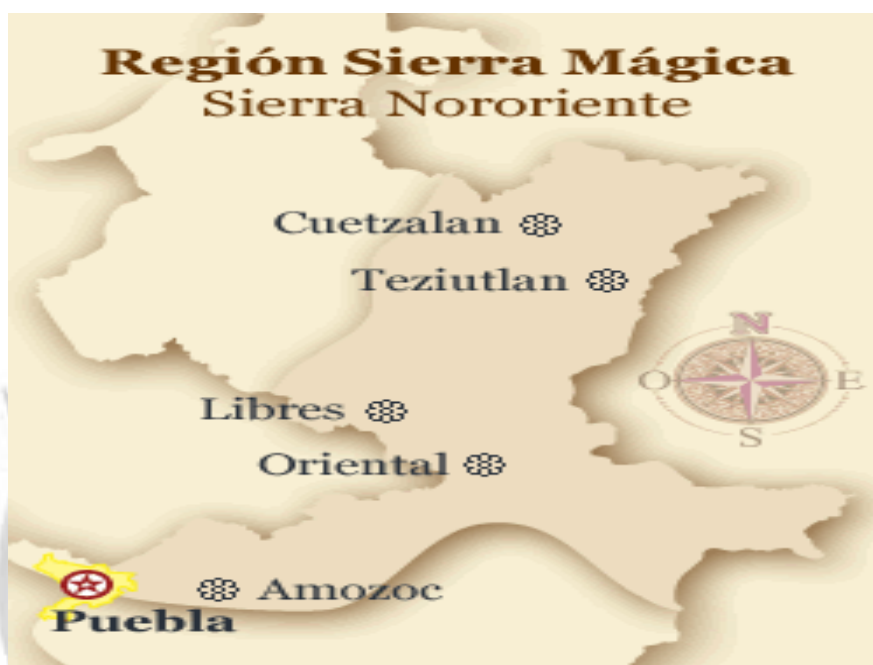 Región Sierra Mágica
Sierra Nororiente
Cuetzalan
Teziutlan
N
O
E
S
Libres
Oriental
Amozoc
Puebla